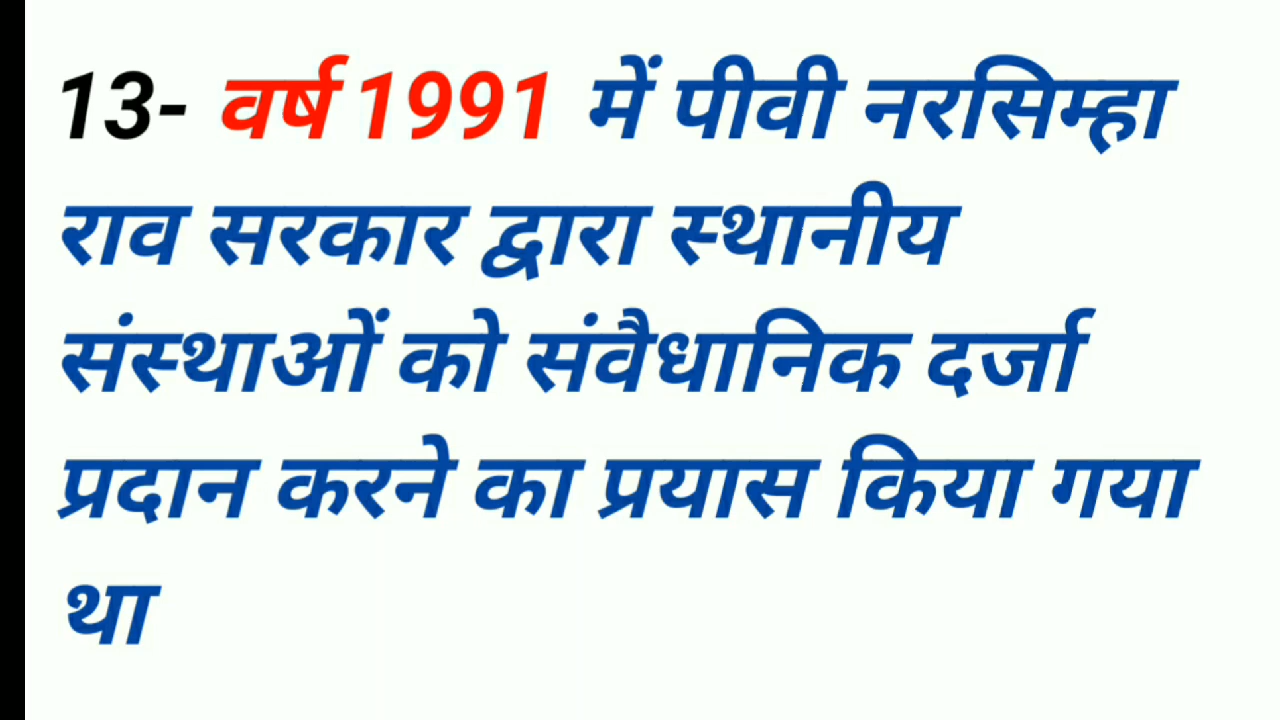 13- वर्ष 1991 में पीवी नरसिम्हा
राव सरकार द्वारा स्थानीय
संस्थाओं को संवैधानिक दर्जा
प्रदान करने का प्रयास किया गया
था